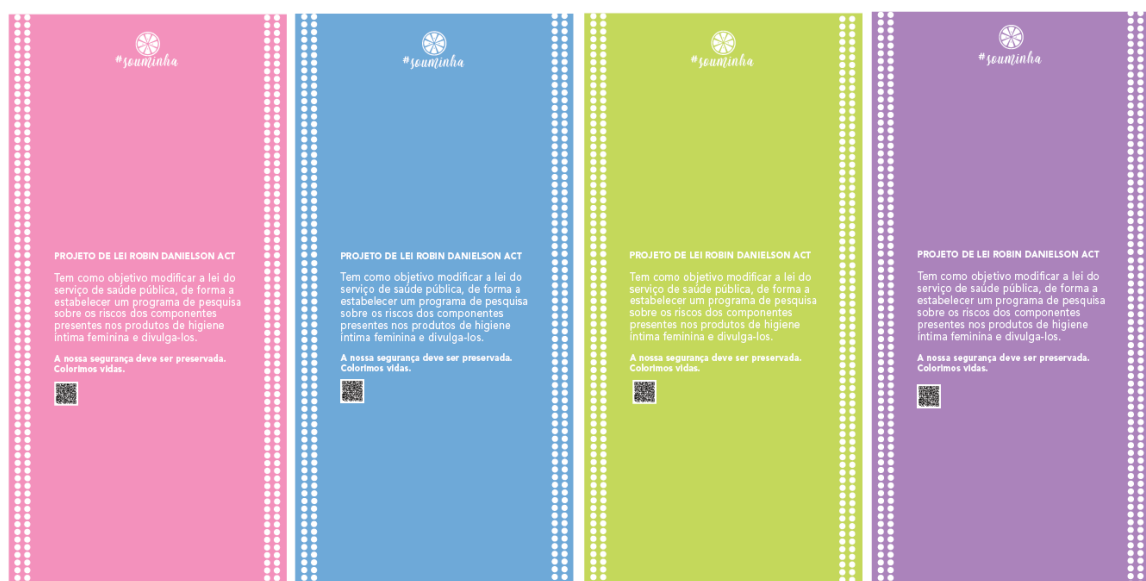 #souminha
PROJETO DE LEI ROBIN DANIELSON ACT
Tem como objetivo modificar a lei do
serviço de saúde pública, de forma a
estabelecer um programa de pesquisa
sobre os riscos dos componentes
presentes nos produtos de higiene
íntima feminina e divulga-los.
A nossa segurança deve ser preservada.
Colorimos vidas.
#souminha
PROJETO DE LEI ROBIN DANIELSON ACT
Tem como objetivo modificar a lei do
serviço de saúde pública, de forma a
estabelecer um programa de pesquisa
sobre os riscos dos componentes
presentes nos produtos de higiene
íntima feminina e divulga-los.
A nossa segurança deve ser preservada.
Colorimos vidas.
#souminha
PROJETO DE LEI ROBIN DANIELSON ACT
Tem como objetivo modificar a lei do
serviço de saúde pública, de forma a
estabelecer um programa de pesquisa
sobre os riscos dos componentes
presentes nos produtos de higiene
íntima feminina e divulga-los.
A nossa segurança deve ser preservada.
Colorimos vidas.
#souminha
PROJETO DE LEI ROBIN DANIELSON ACT
Tem como objetivo modificar a lei do
serviço de saúde pública, de forma a
estabelecer um programa de pesquisa
sobre os riscos dos componentes
presentes nos produtos de higiene
íntima feminina e divulga-los.
A nossa segurança deve ser preservada.
Colorimos vidas.